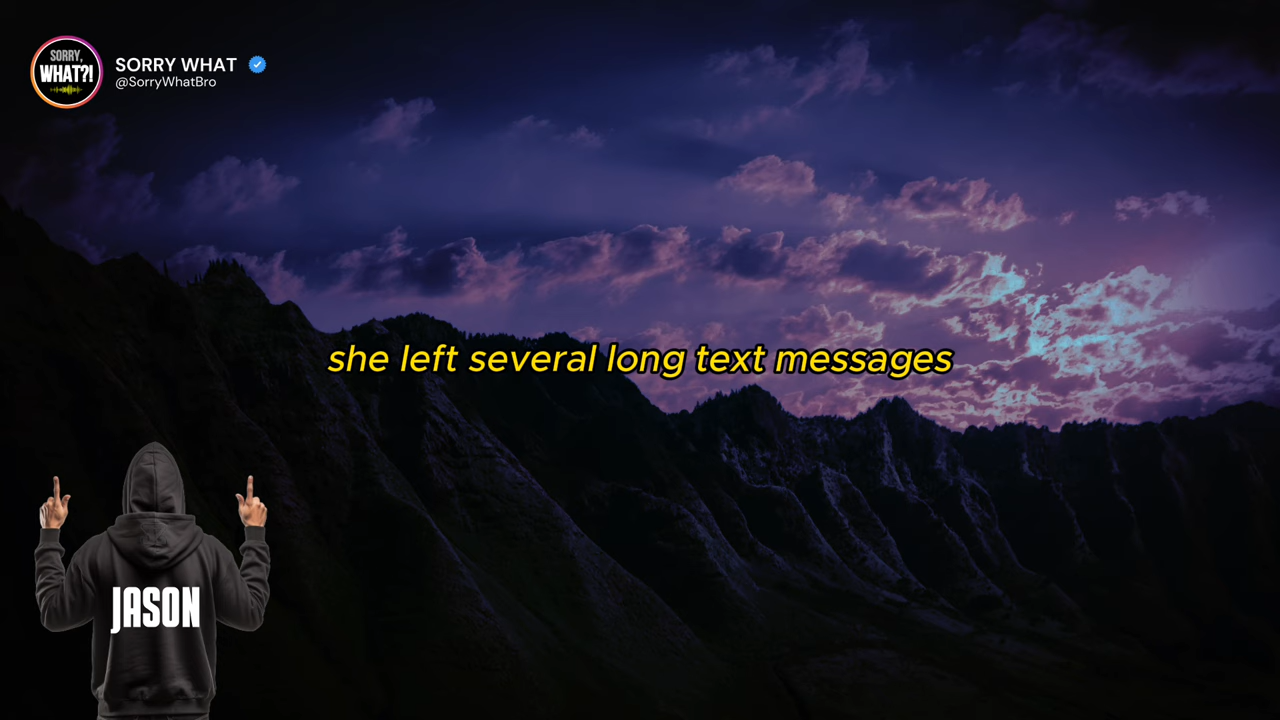 SORRY,
WHAT?!
SORRY WHAT
@SorryWhatBro
she left several long text messages
JASON